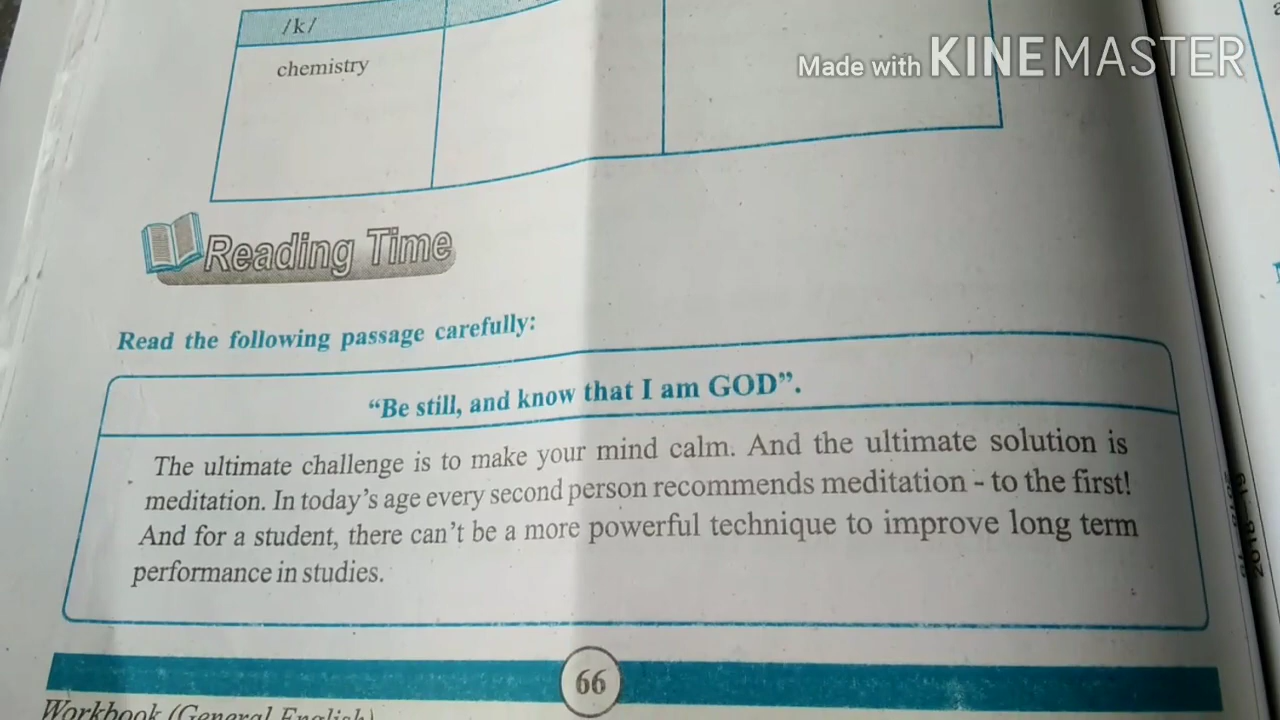 /k/
Made with KINEMASTER
chemistry
Reading Time
Read the following passage carefully:
“Be still, and know that I am GOD”.
The ultimate challenge is to make your mind calm. And the ultimate solution is
meditation. In today's age every second person recommends meditation - to the first!
And for a student, there can't be a more powerful technique to improve long term
performance in studies.
66
Workbook (General English)